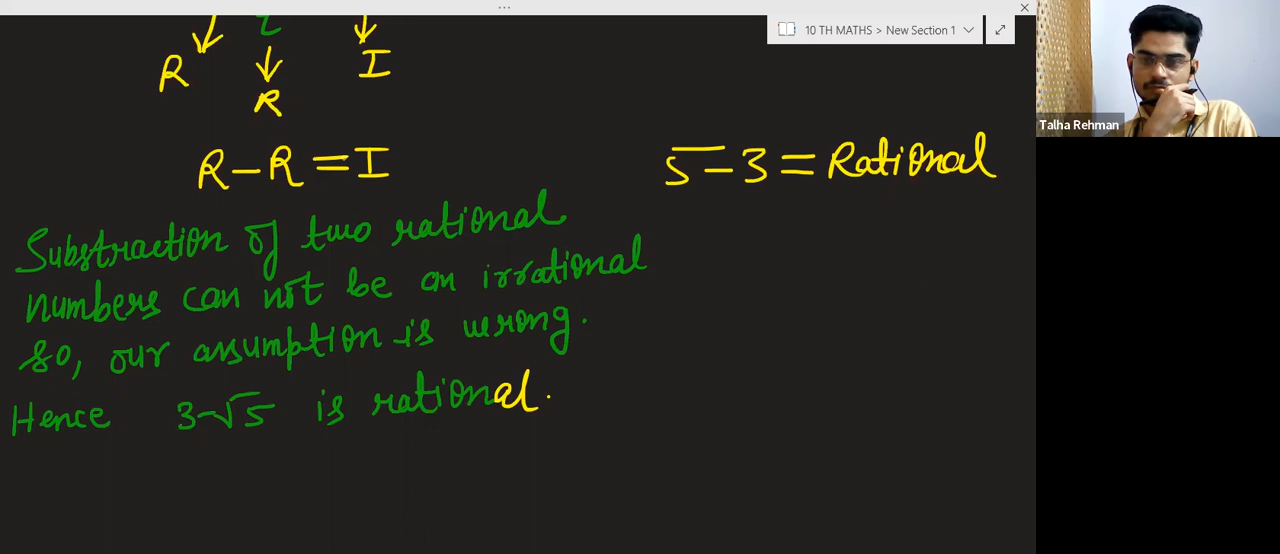 10 TH MATHS > New Section 1
R
I
R
Talha Rehman
R - R = I
5 - 3 = Rational
Substraction of two rational
numbers can not be an irrational
so, our assumption is wrong.
Hence 3-√5 is rational.